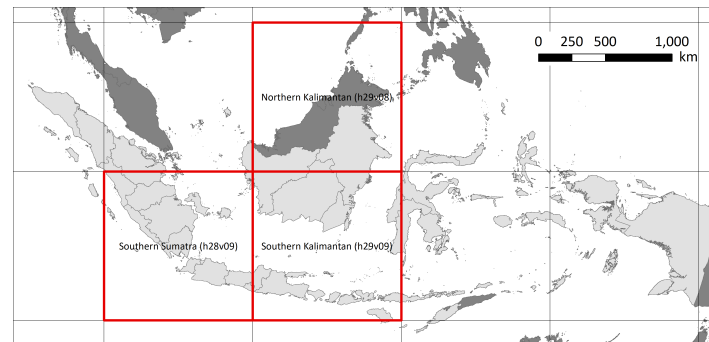 0 250 500 1,000
km
Northern Kalimantan (h29v08)
Southern Sumatra (h28v09)
Southern Kalimantan (h29v09)